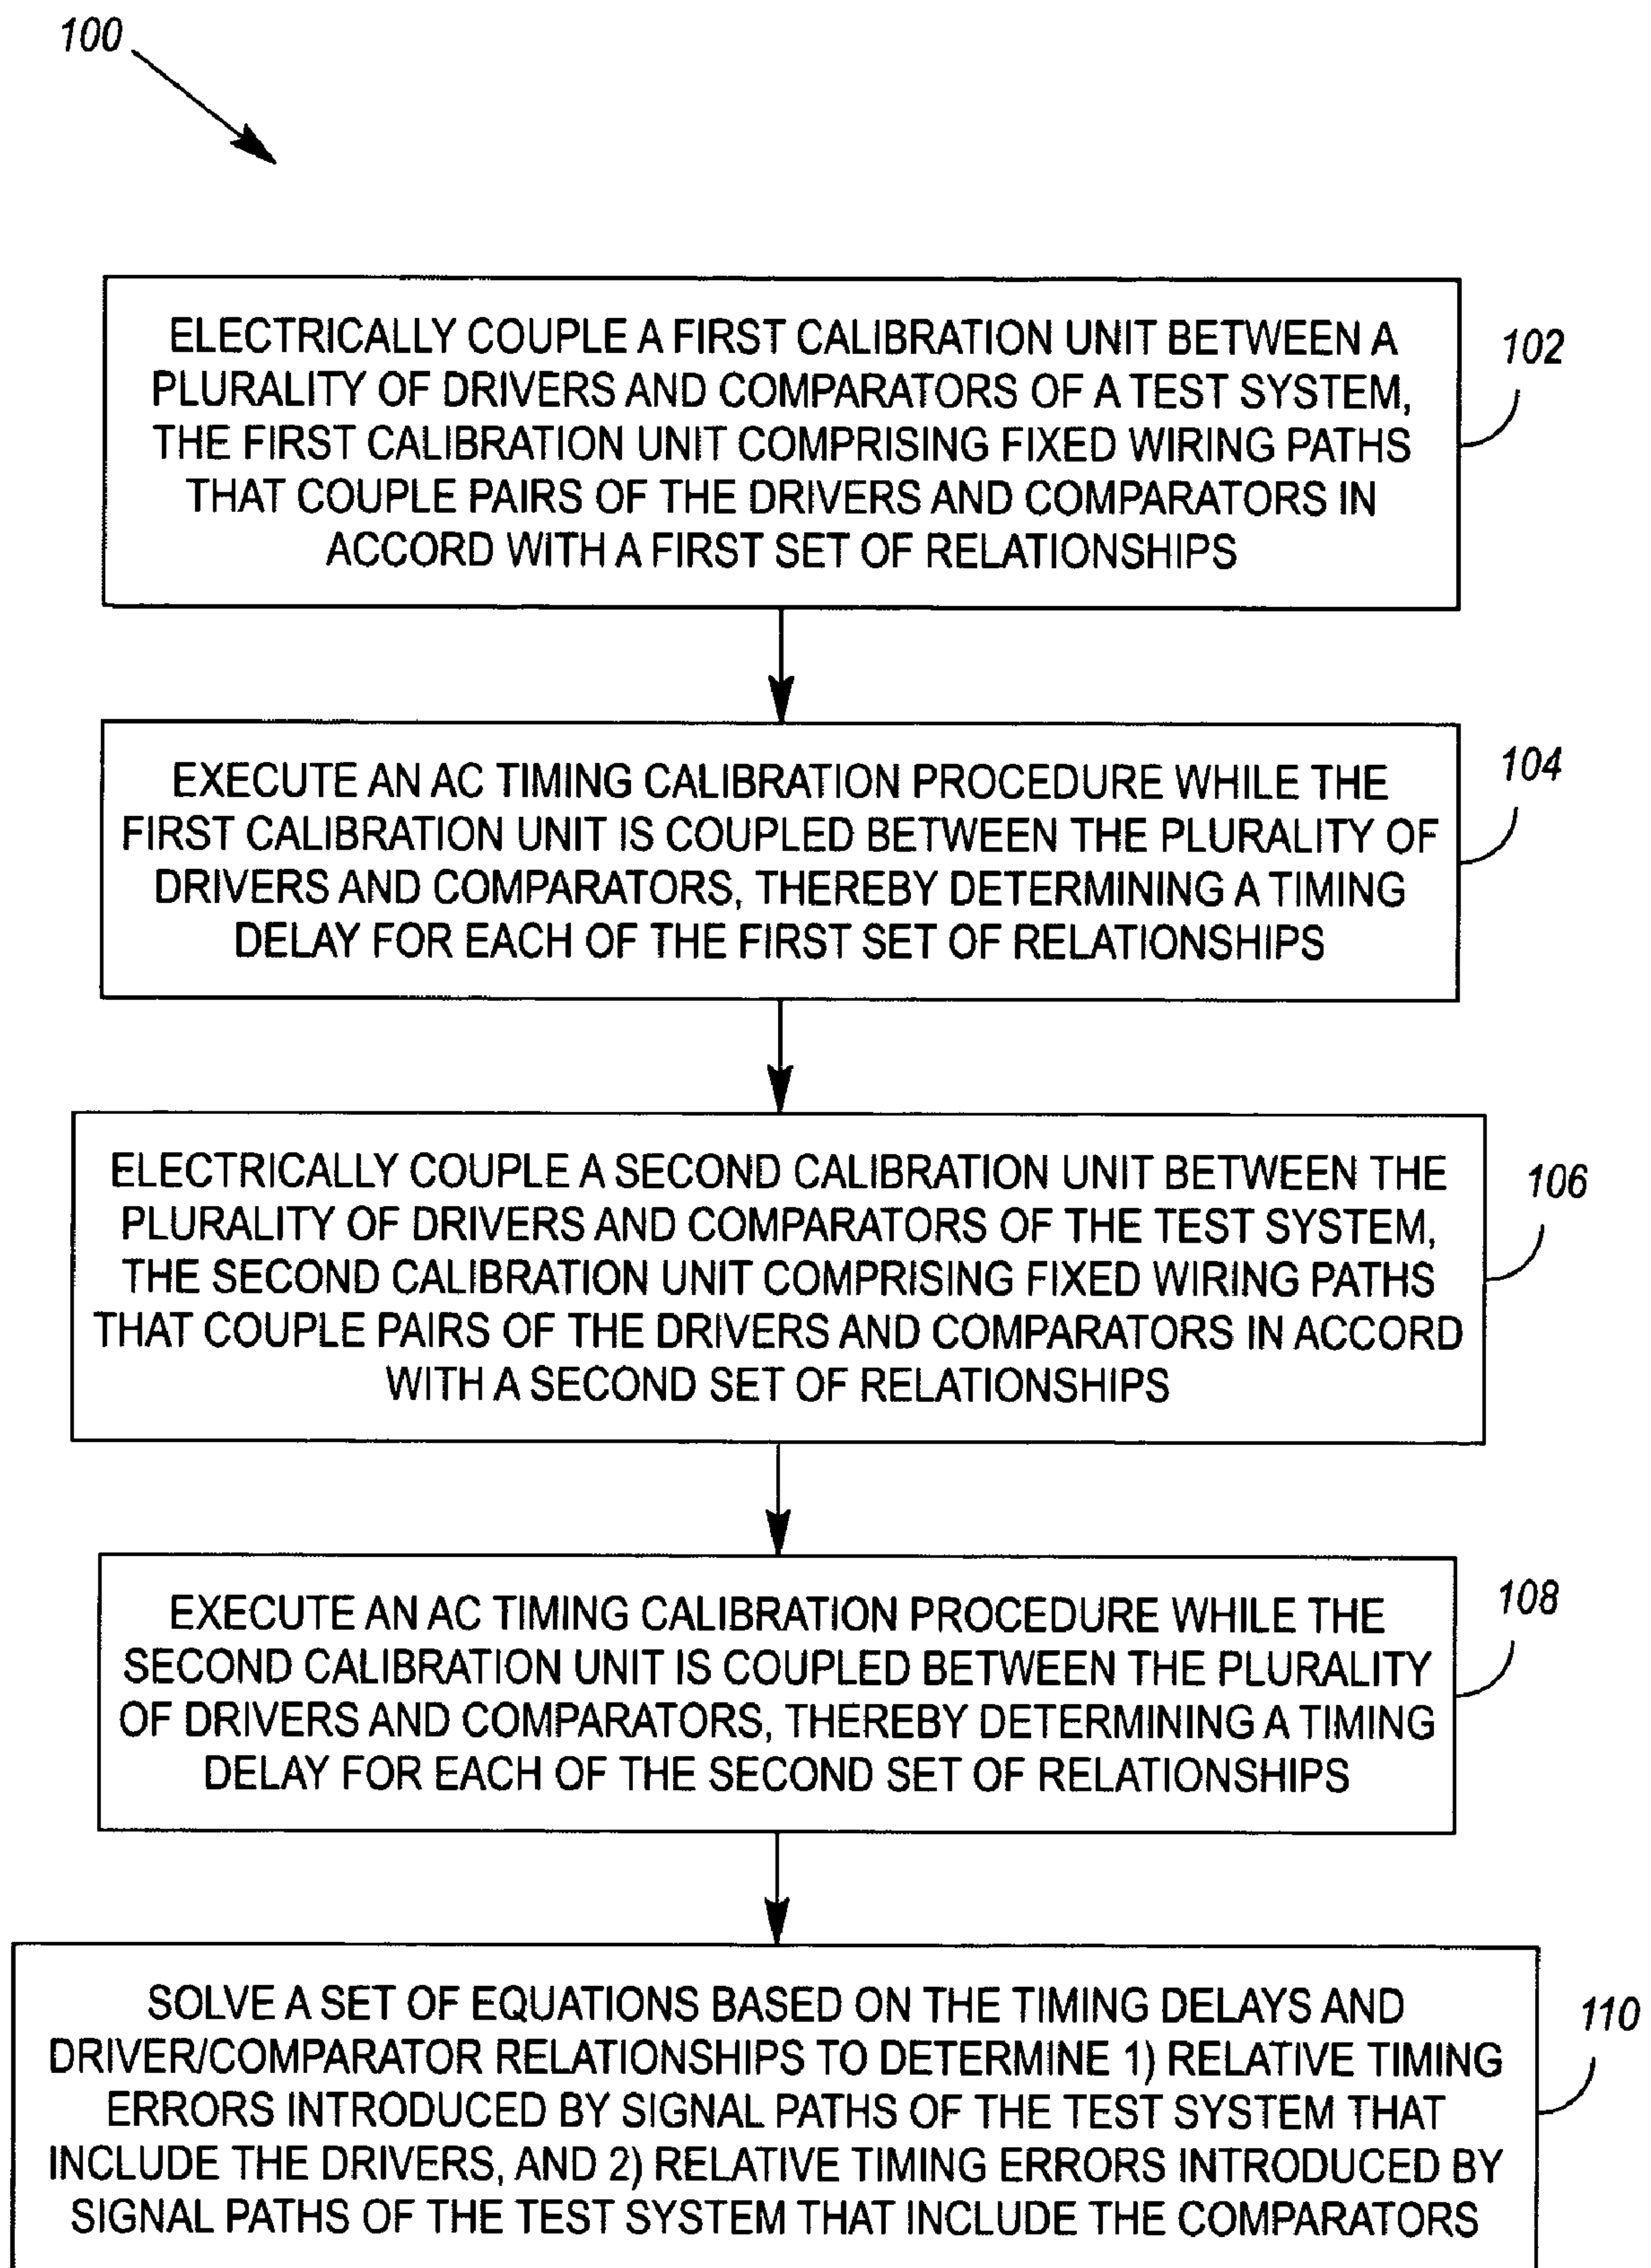 100
ELECTRICALLY COUPLE A FIRST CALIBRATION UNIT BETWEEN A
PLURALITY OF DRIVERS AND COMPARATORS OF A TEST SYSTEM,
THE FIRST CALIBRATION UNIT COMPRISING FIXED WIRING PATHS
THAT COUPLE PAIRS OF THE DRIVERS AND COMPARATORS IN
ACCORD WITH A FIRST SET OF RELATIONSHIPS
102
EXECUTE AN AC TIMING CALIBRATION PROCEDURE WHILE THE
FIRST CALIBRATION UNIT IS COUPLED BETWEEN THE PLURALITY OF
DRIVERS AND COMPARATORS, THEREBY DETERMINING A TIMING
DELAY FOR EACH OF THE FIRST SET OF RELATIONSHIPS
104
ELECTRICALLY COUPLE A SECOND CALIBRATION UNIT BETWEEN THE
PLURALITY OF DRIVERS AND COMPARATORS OF THE TEST SYSTEM,
THE SECOND CALIBRATION UNIT COMPRISING FIXED WIRING PATHS
THAT COUPLE PAIRS OF THE DRIVERS AND COMPARATORS IN ACCORD
WITH A SECOND SET OF RELATIONSHIPS
106
EXECUTE AN AC TIMING CALIBRATION PROCEDURE WHILE THE
SECOND CALIBRATION UNIT IS COUPLED BETWEEN THE PLURALITY
OF DRIVERS AND COMPARATORS, THEREBY DETERMINING A TIMING
DELAY FOR EACH OF THE SECOND SET OF RELATIONSHIPS
108
SOLVE A SET OF EQUATIONS BASED ON THE TIMING DELAYS AND
DRIVER/COMPARATOR RELATIONSHIPS TO DETERMINE 1) RELATIVE TIMING
ERRORS INTRODUCED BY SIGNAL PATHS OF THE TEST SYSTEM THAT
INCLUDE THE DRIVERS, AND 2) RELATIVE TIMING ERRORS INTRODUCED BY
SIGNAL PATHS OF THE TEST SYSTEM THAT INCLUDE THE COMPARATORS
110